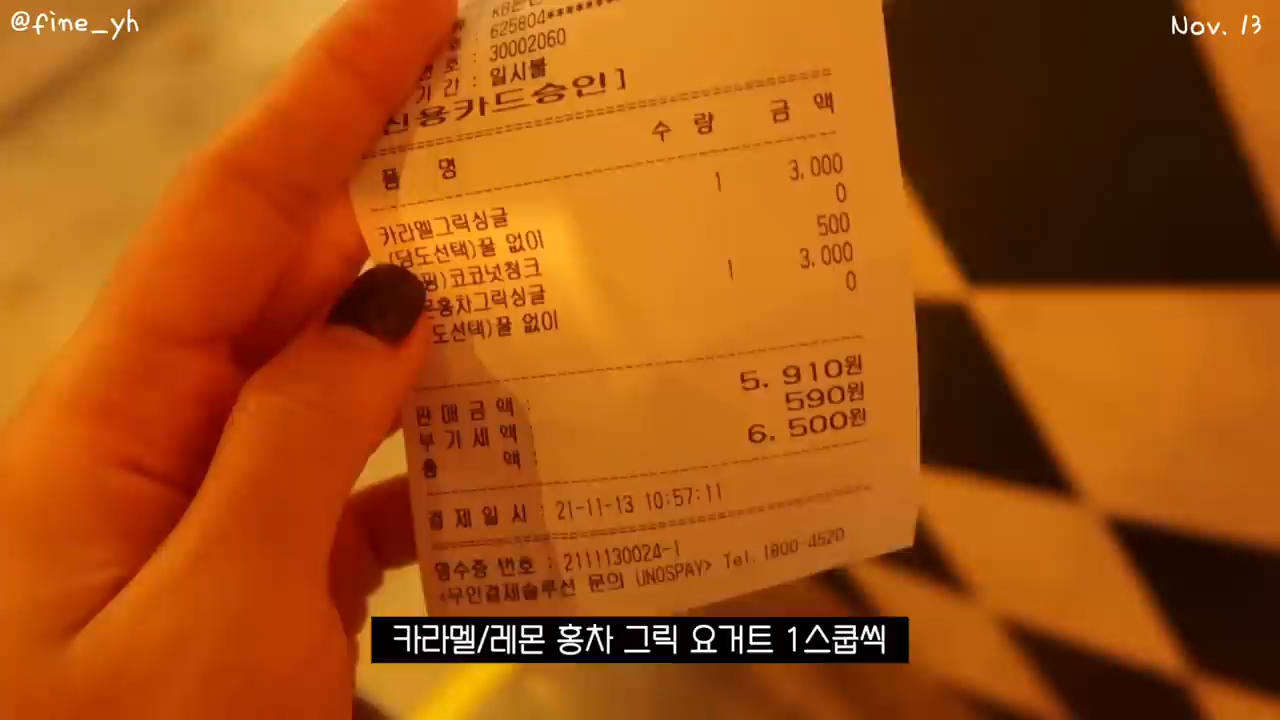 @fime_yh
Nov. 13
625804********
: 30002060
기 간 : 일시불
신용카드승인]
품 명 수 량 금 액
카라멜그릭싱글 1 3,000
(당도선택)꿀 없이 0
핑)코코넛청크 500
몬홍차그릭싱글 1 3,000
도선택)꿀 없이 0
판 매 금 액 : 5,910원
부 가 세 액 : 590원
총 액 : 6,500원
결 제 일 시 : 21-11-13 10:57:11
영수증 번호 : 2111130024-1
<무인결제솔루션 문의 UNOSPAY> Tel.1800-4520
카라멜/레몬 홍차 그릭 요거트 1스쿱씩